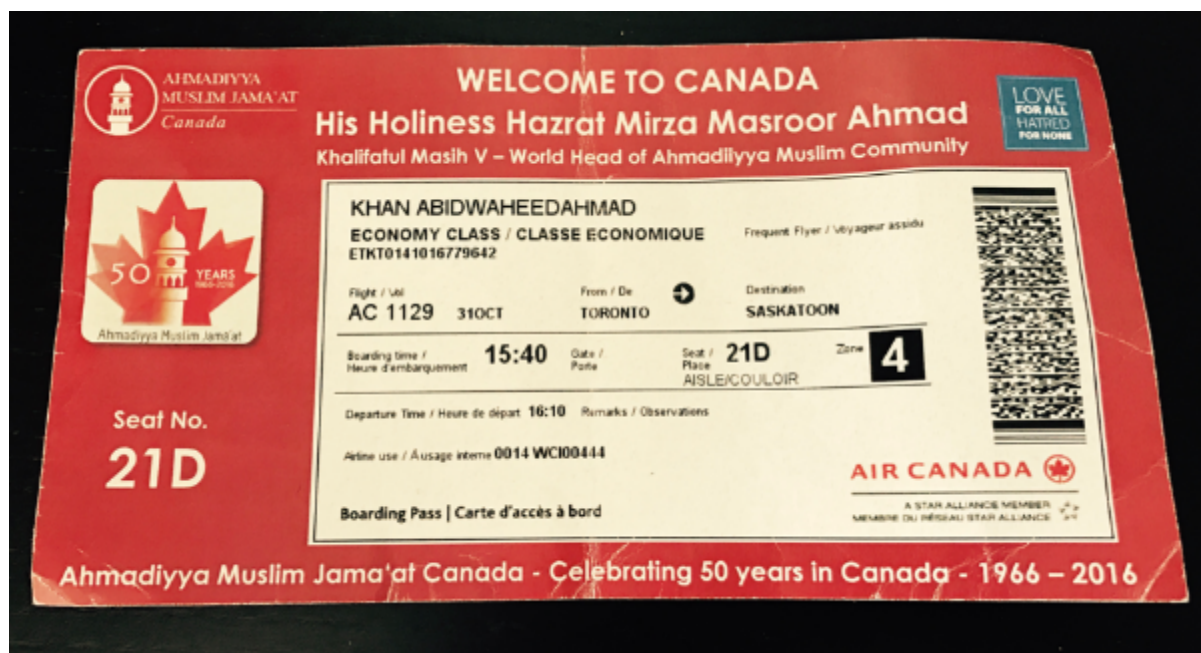 AHMADIYYA
MUSLIM JAMA'AT
Canada
WELCOME TO CANADA
His Holiness Hazrat Mirza Masroor Ahmad
Khalifatul Masih V – World Head of Ahmadiiyya Muslim Community
LOVE
FOR ALL
HATRED
FOR NONE
50 YEARS
1966-2016
Ahmadiyya Muslim Jama'at
Seat No.
21D
KHAN ABIDWAHEEDAHMAD
ECONOMY CLASS / CLASSE ECONOMIQUE
Frequent Flyer / Voyageur assidu
ETKT0141016779642
Flight / Vol From / De Destination
AC 1129 31OCT TORONTO SASKATOON
Boarding time / Heure d'embarquement 15:40 Gate / Porte Seat / Place 21D Zone 4
AISLE/COULOIR
Departure Time / Heure de départ 16:10 Remarks / Observations
Airline use / À usage interne 0014 WCI00444
Boarding Pass | Carte d'accès à bord
AIR CANADA
A STAR ALLIANCE MEMBER
MEMBRE DU RÉSEAU STAR ALLIANCE
Ahmadiyya Muslim Jama'at Canada - Celebrating 50 years in Canada - 1966 – 2016